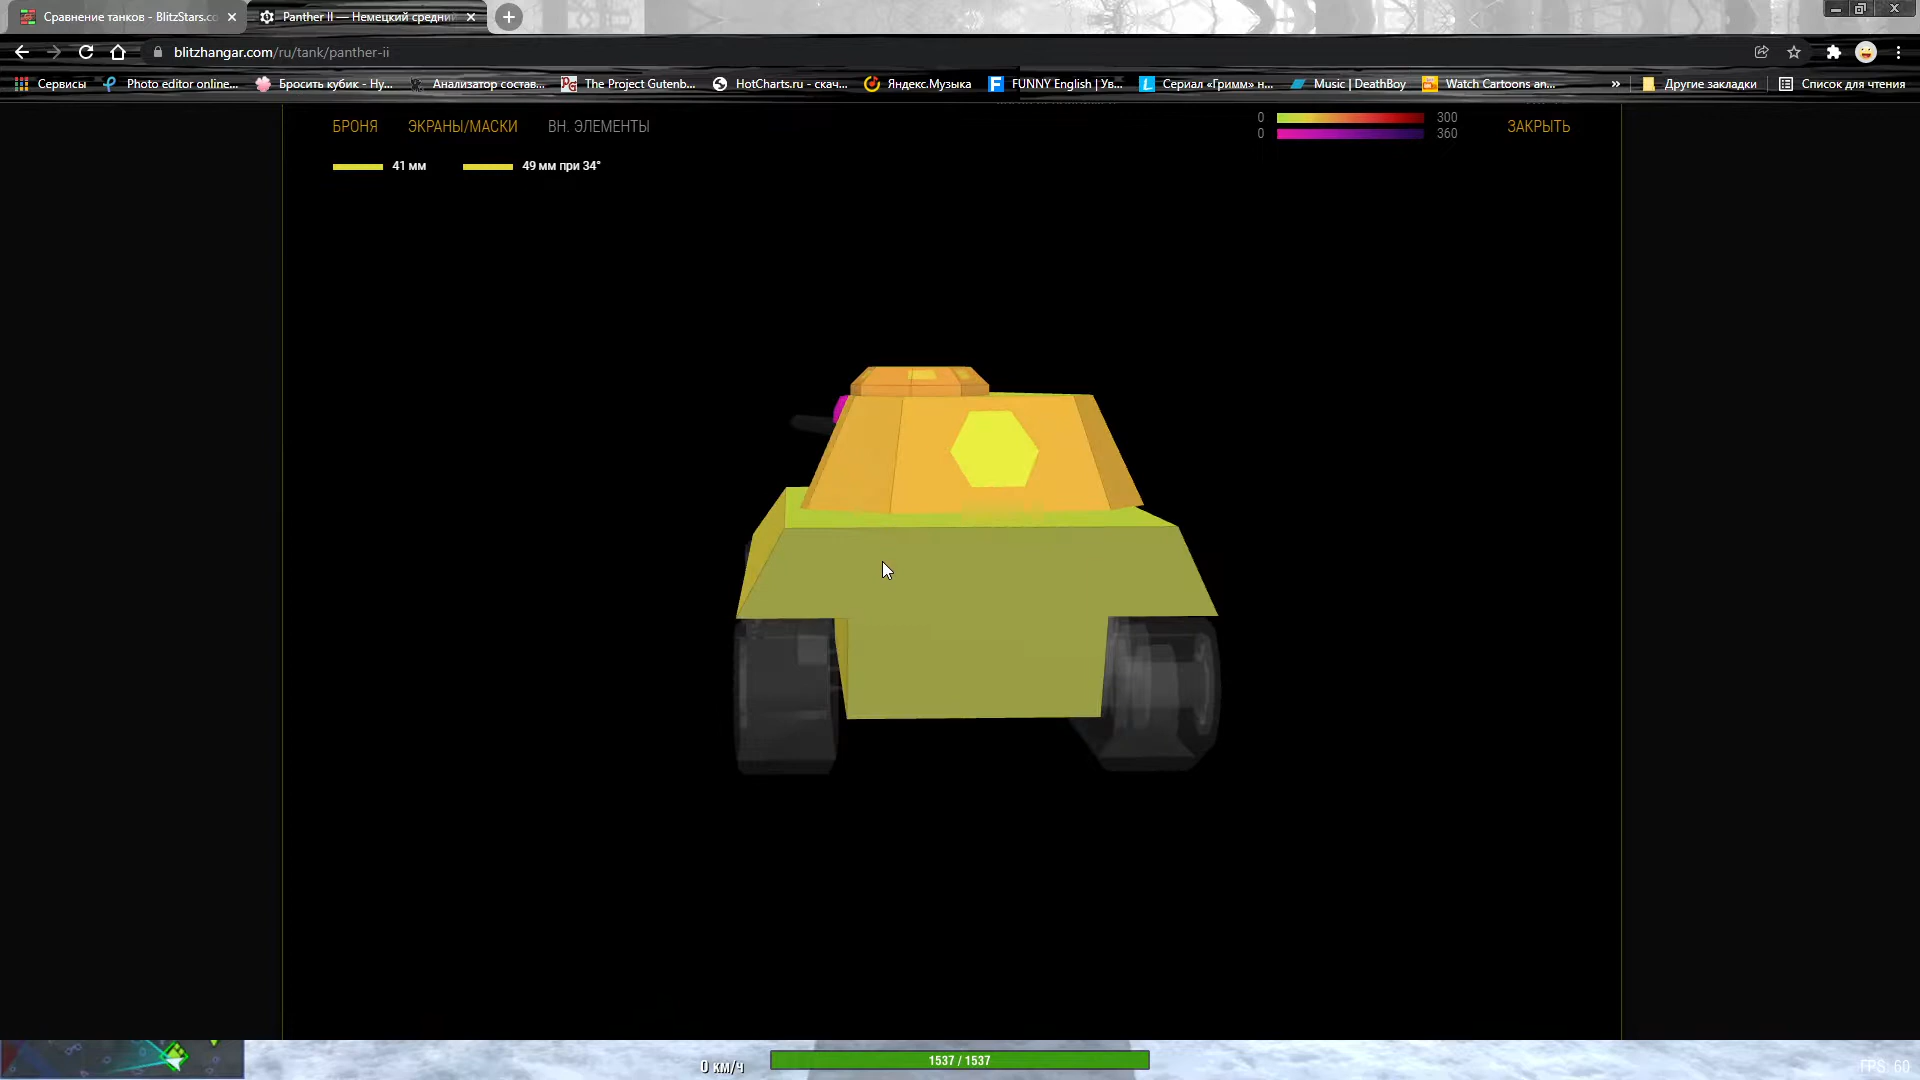 Сравнение танков - BlitzStars.co
Panther II — Немецкий средни
blitzhangar.com/ru/tank/panther-ii
Сервисы
Photo editor online...
Бросить кубик - Ну...
Анализатор состав...
The Project Gutenb...
HotCharts.ru - скач...
Яндекс.Музыка
FUNNY English | Ув...
Сериал «Гримм» н...
Music | DeathBoy
Watch Cartoons an...
»
Другие закладки
Список для чтения
БРОНЯ
ЭКРАНЫ/МАСКИ
ВН. ЭЛЕМЕНТЫ
0 300
0 360
ЗАКРЫТЬ
41 мм
49 мм при 34°
0 км/ч
1537 / 1537
FPS: 60